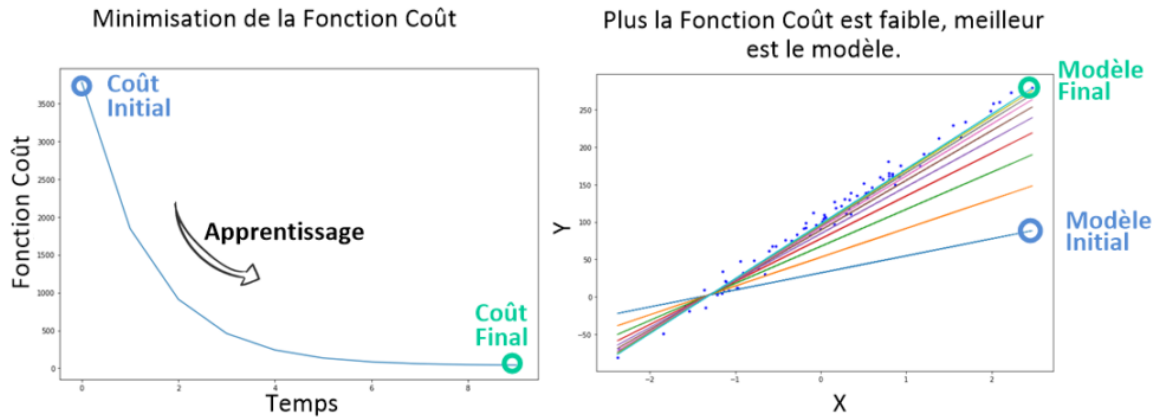 Minimisation de la Fonction Coût
Plus la Fonction Coût est faible, meilleur
est le modèle.
Coût
Initial
Apprentissage
Coût
Final
Fonction Coût
3500
3000
2500
2000
1500
1000
500
0
0
2
4
6
8
Temps
Modèle
Final
Modèle
Initial
Y
250
200
150
100
50
0
−50
−2
−1
0
1
2
X